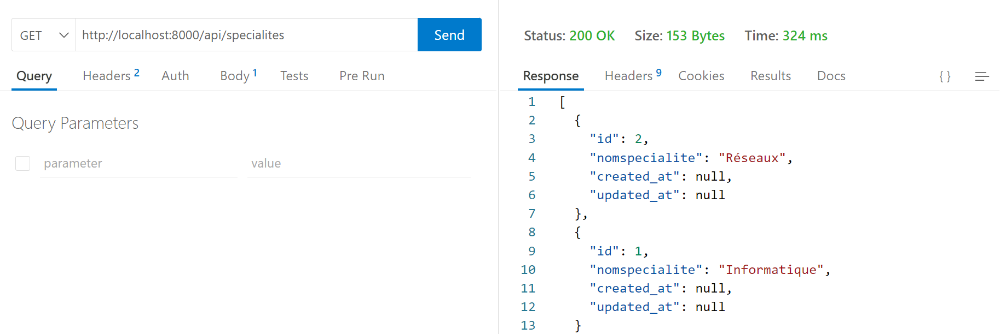 GET http://localhost:8000/api/specialites Send
Query Headers 2 Auth Body 1 Tests Pre Run
Query Parameters
parameter value
Status: 200 OK Size: 153 Bytes Time: 324 ms
Response Headers 9 Cookies Results Docs { }
1 [
2 {
3 "id": 2,
4 "nomspecialite": "Réseaux",
5 "created_at": null,
6 "updated_at": null
7 },
8 {
9 "id": 1,
10 "nomspecialite": "Informatique",
11 "created_at": null,
12 "updated_at": null
13 }